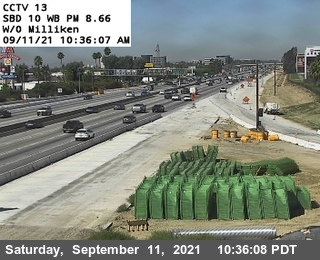 CCTV 13
SBD 10 WB PM 8.66
W/O Milliken
09/11/21 10:36:07 AM
Saturday, September 11, 2021 10:36:08 PDT